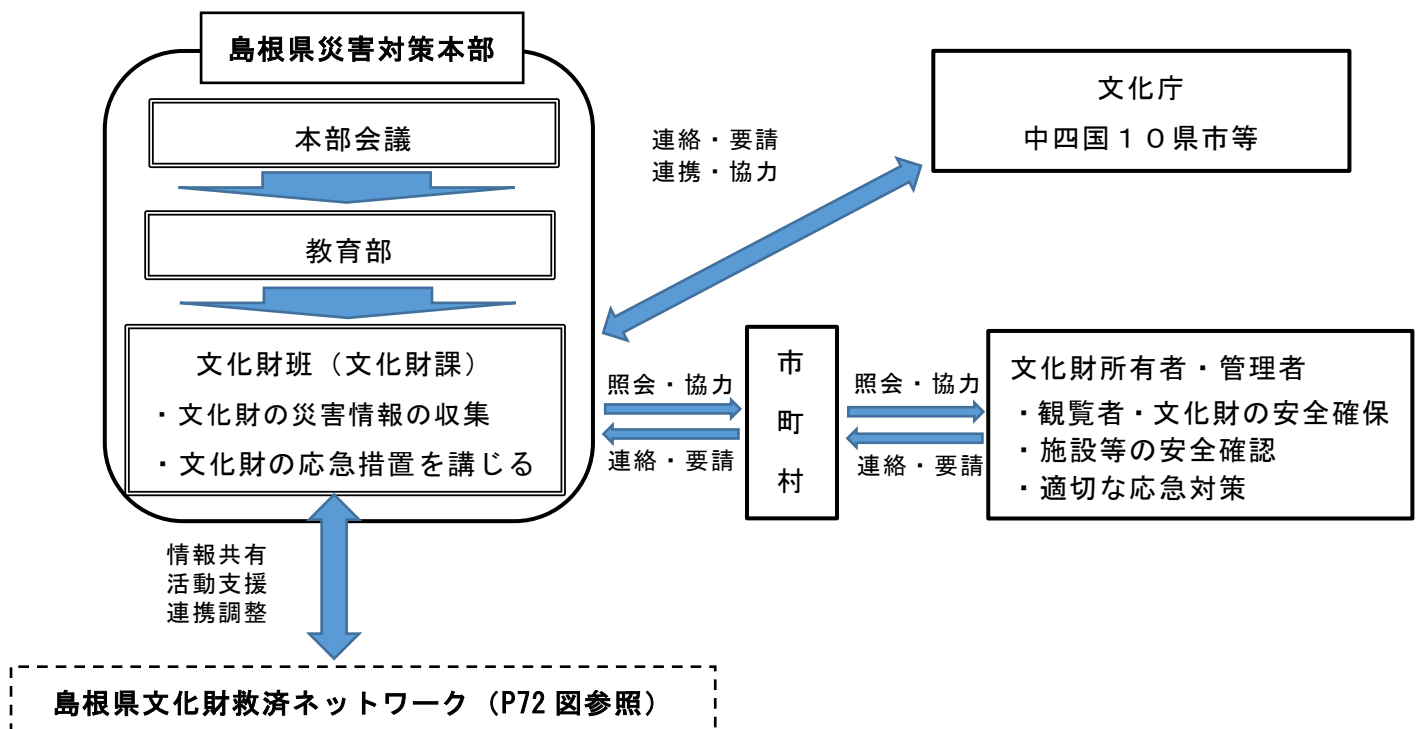 島根県災害対策本部
本部会議
教育部
文化財班（文化財課）
・文化財の災害情報の収集
・文化財の応急措置を講じる
連絡・要請
連携・協力
文化庁
中四国１０県市等
照会・協力
連絡・要請
市
町
村
照会・協力
連絡・要請
文化財所有者・管理者
・観覧者・文化財の安全確保
・施設等の安全確認
・適切な応急対策
情報共有
活動支援
連携調整
島根県文化財救済ネットワーク（P72 図参照）